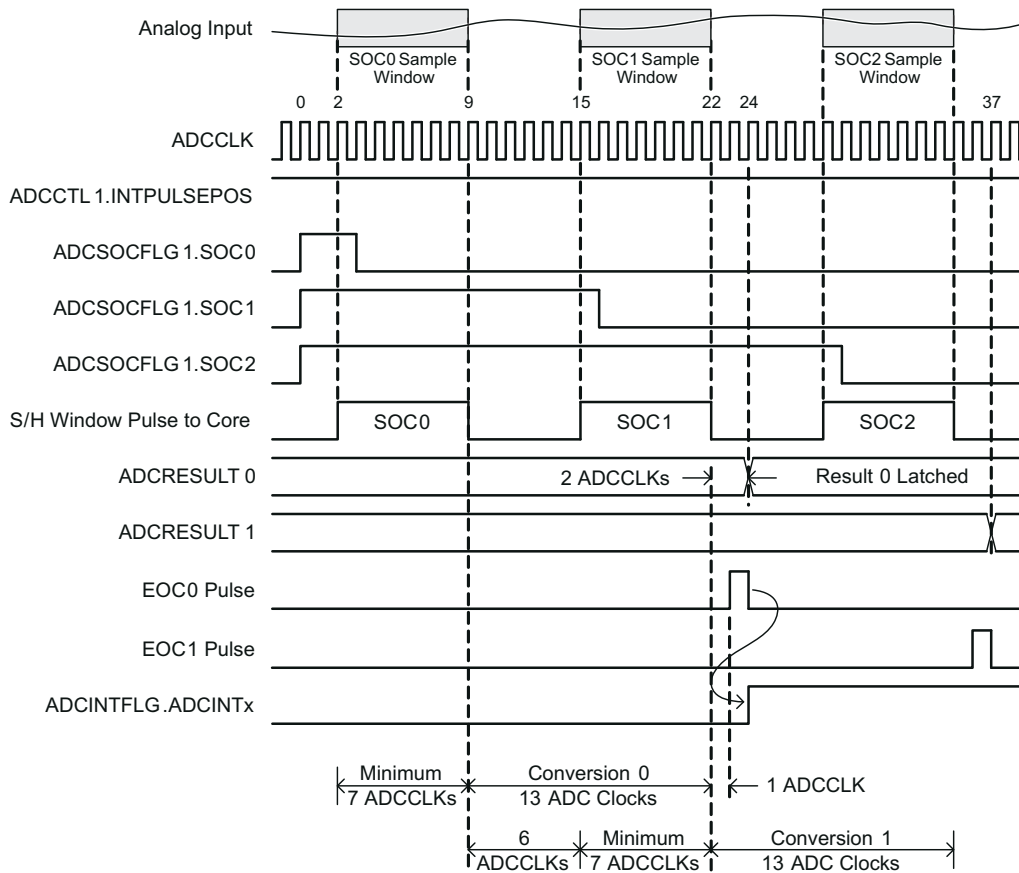 Analog Input
SOC0 Sample
Window
SOC1 Sample
Window
SOC2 Sample
Window
0 2 9 15 22 24 37
ADCCLK
ADCCTL 1.INTPULSEPOS
ADCSOCFLG 1.SOC0
ADCSOCFLG 1.SOC1
ADCSOCFLG 1.SOC2
S/H Window Pulse to Core
SOC0
SOC1
SOC2
ADCRESULT 0
2 ADCCLKs
Result 0 Latched
ADCRESULT 1
EOC0 Pulse
EOC1 Pulse
ADCINTFLG .ADCINTx
Minimum
7 ADCCLKs
Conversion 0
13 ADC Clocks
1 ADCCLK
6
ADCCLKs
Minimum
7 ADCCLKs
Conversion 1
13 ADC Clocks